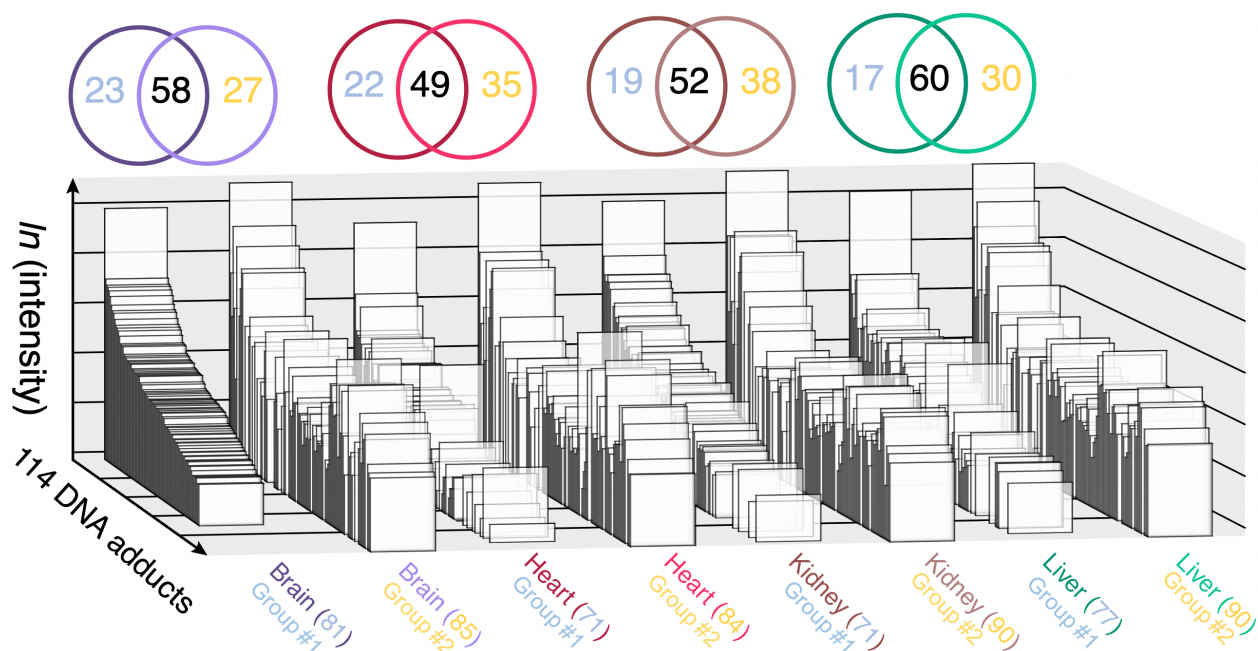 23 58 27
22 49 35
19 52 38
17 60 30
ln (intensity)
114 DNA adducts
Brain (81)
Group #1
Brain (85)
Group #2
Heart (71)
Group #1
Heart (84)
Group #2
Kidney (71)
Group #1
Kidney (90)
Group #2
Liver (77)
Group #1
Liver (90)
Group #2